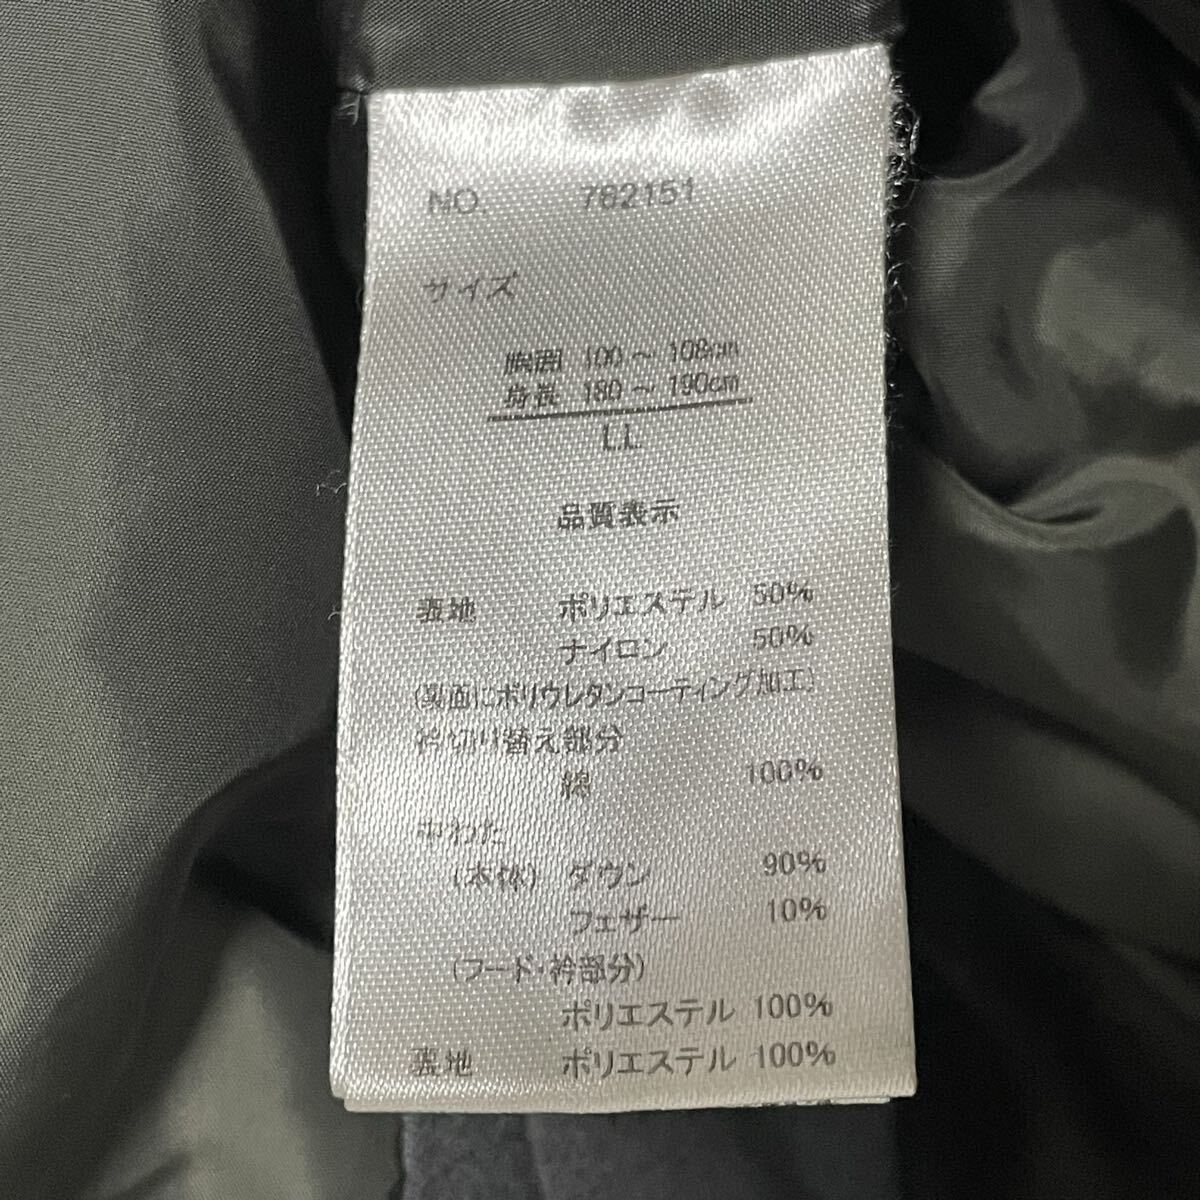 NO. 782151
サイズ
胸囲 100 ～ 108cm
身長 180 ～ 190cm
LL
品質表示
表地 ポリエステル 50%
ナイロン 50%
(裏面にポリウレタンコーティング加工)
衿切り替え部分
綿 100%
中わた
(本体) ダウン 90%
フェザー 10%
(フード・衿部分)
ポリエステル 100%
裏地 ポリエステル 100%